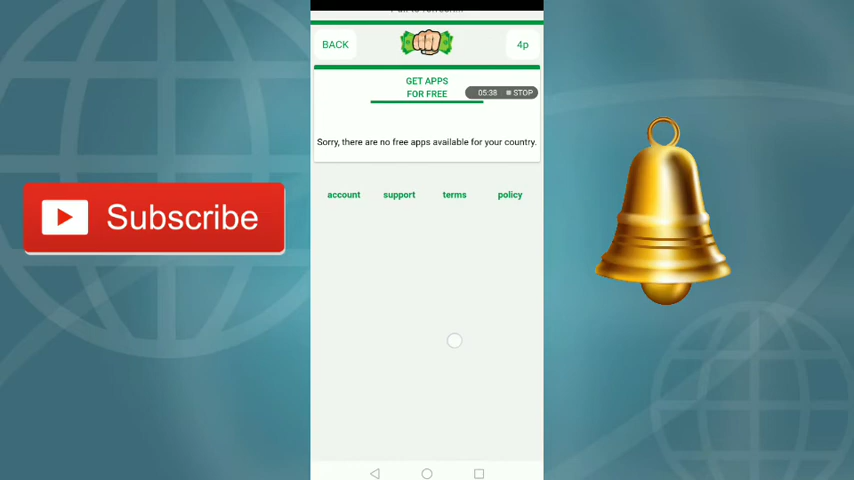 BACK
4p
GET APPS
FOR FREE
05:38 STOP
Sorry, there are no free apps available for your country.
account support terms policy
Subscribe